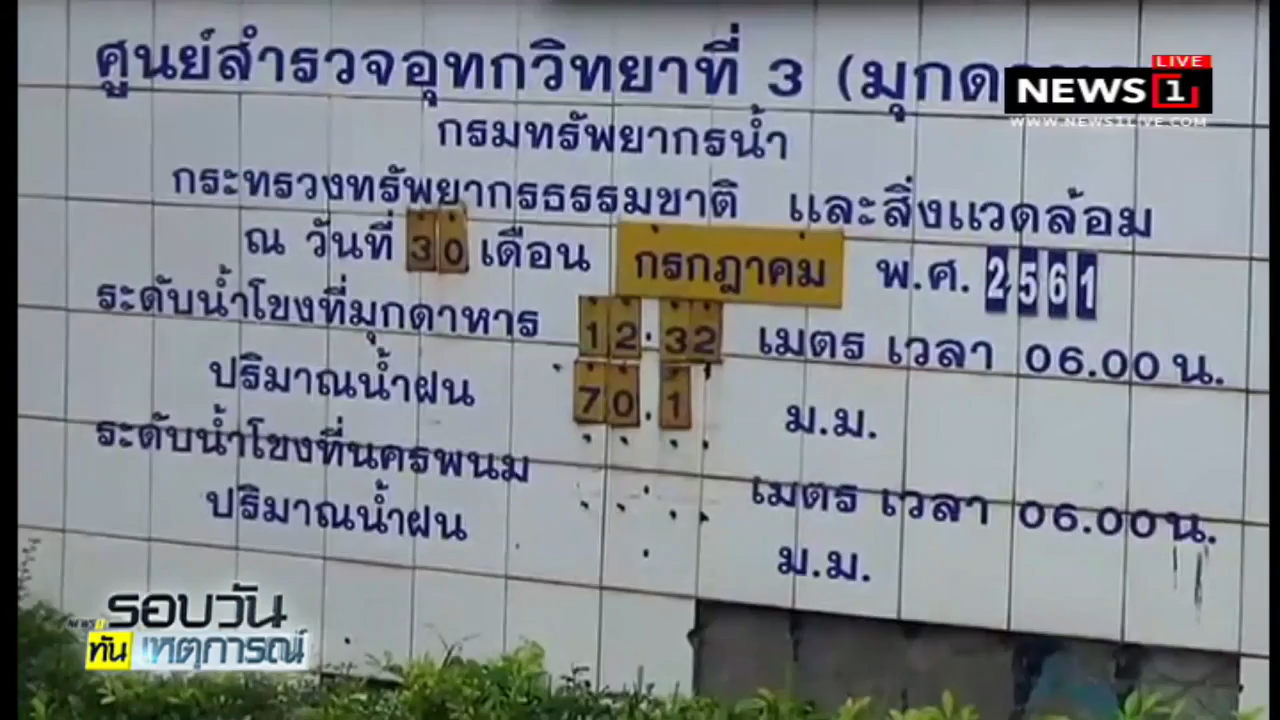 ศูนย์สำรวจอุทกวิทยาที่ 3 (มุกดา
LIVE
NEWS 1
WWW.NEWS1LIVE.COM
กรมทรัพยากรน้ำ
กระทรวงทรัพยากรธรรมชาติ และสิ่งแวดล้อม
ณ วันที่ 30 เดือน กรกฎาคม พ.ศ. 2561
ระดับน้ำโขงที่มุกดาหาร 12.32 เมตร เวลา 06.00 น.
ปริมาณน้ำฝน 70.1 ม.ม.
ระดับน้ำโขงที่นครพนม เมตร เวลา 06.00 น.
ปริมาณน้ำฝน ม.ม.
รอบวัน
NEWS 1
ทัน เหตุการณ์